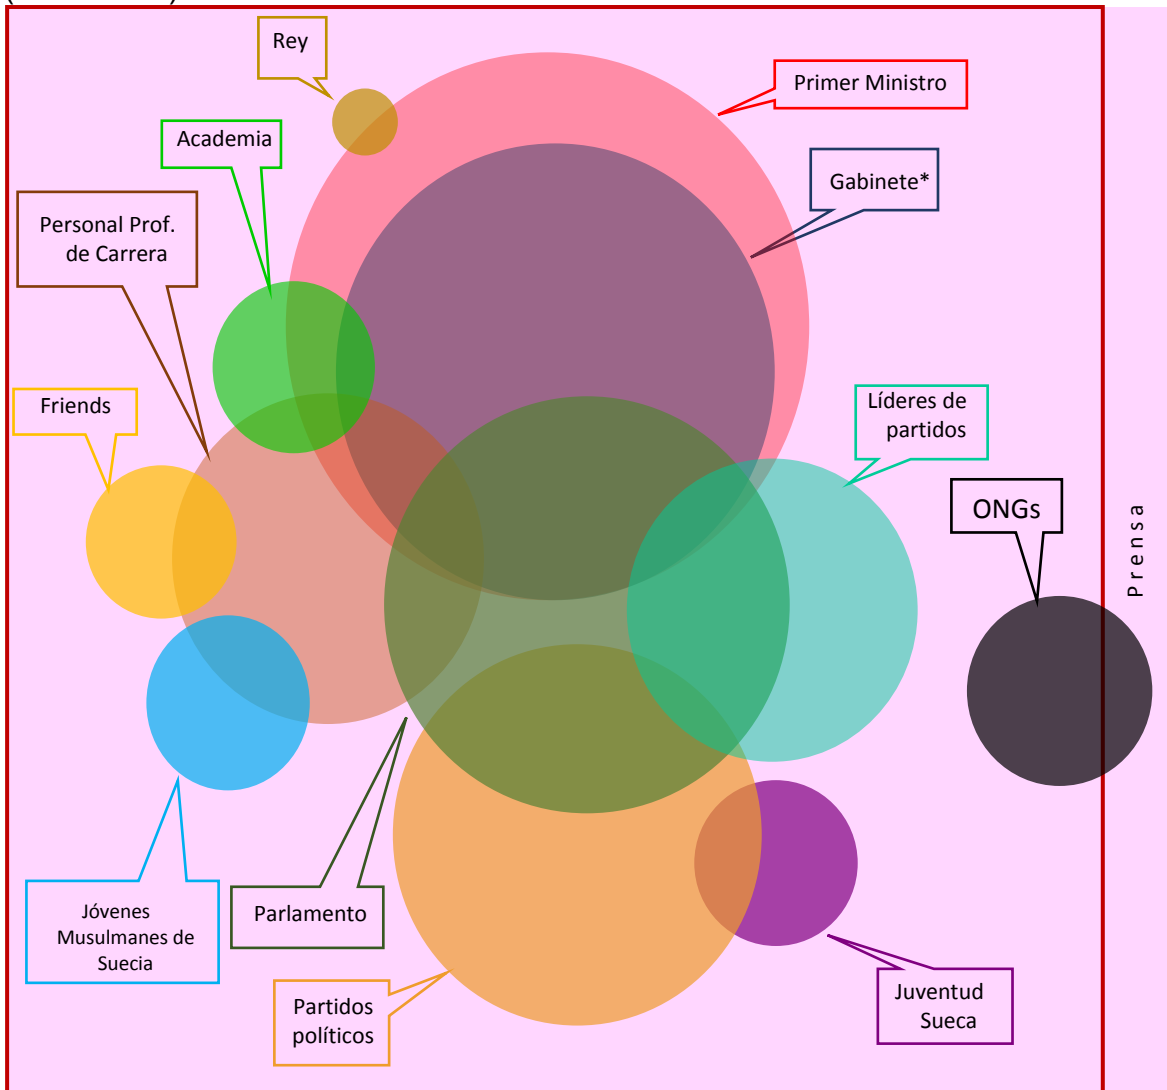 Rey
Primer Ministro
Academia
Gabinete*
Personal Prof.
de Carrera
Friends
Líderes de
partidos
ONGs
Prensa
Jóvenes
Musulmanes de
Suecia
Parlamento
Partidos
políticos
Juventud
Sueca